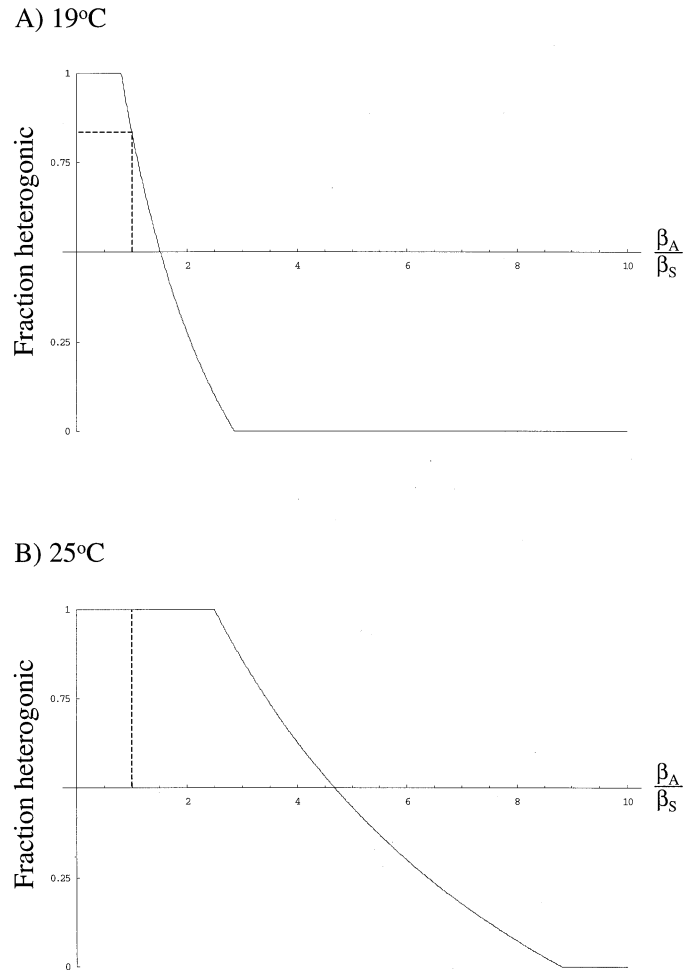 A) 19°C
Fraction heterogonic
1
0.75
0.25
0
2 4 6 8 10
βA
βS
B) 25°C
Fraction heterogonic
1
0.75
0.25
0
2 4 6 8 10
βA
βS